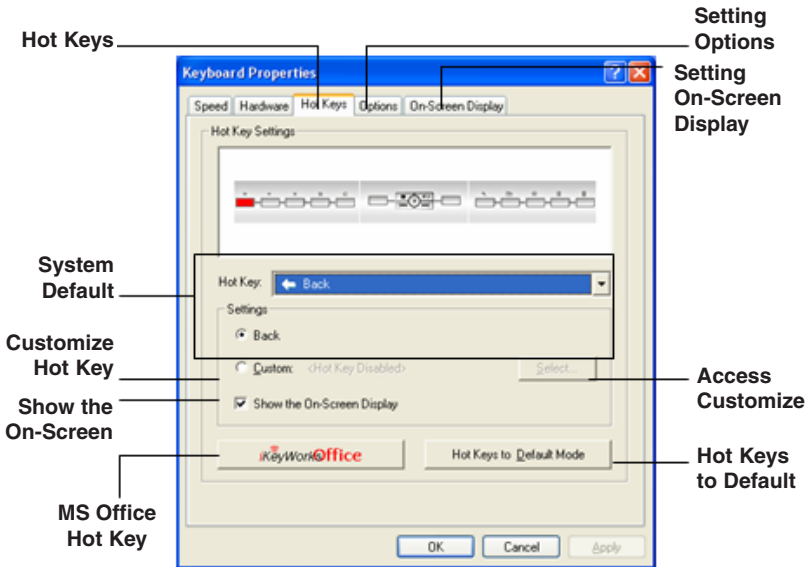 Setting
Options
Hot Keys
Setting
On-Screen
Display
Keyboard Properties
Speed
Hardware
Hot Keys
Options
On-Screen Display
Hot Key Settings
System
Default
Hot Key:
Back
Settings
Back
Customize
Hot Key
Custom:
<Hot Key Disabled>
Select...
Access
Customize
Show the
On-Screen
Show the On-Screen Display
iKeyWorksOffice
Hot Keys to Default Mode
Hot Keys
to Default
MS Office
Hot Key
OK
Cancel
Apply